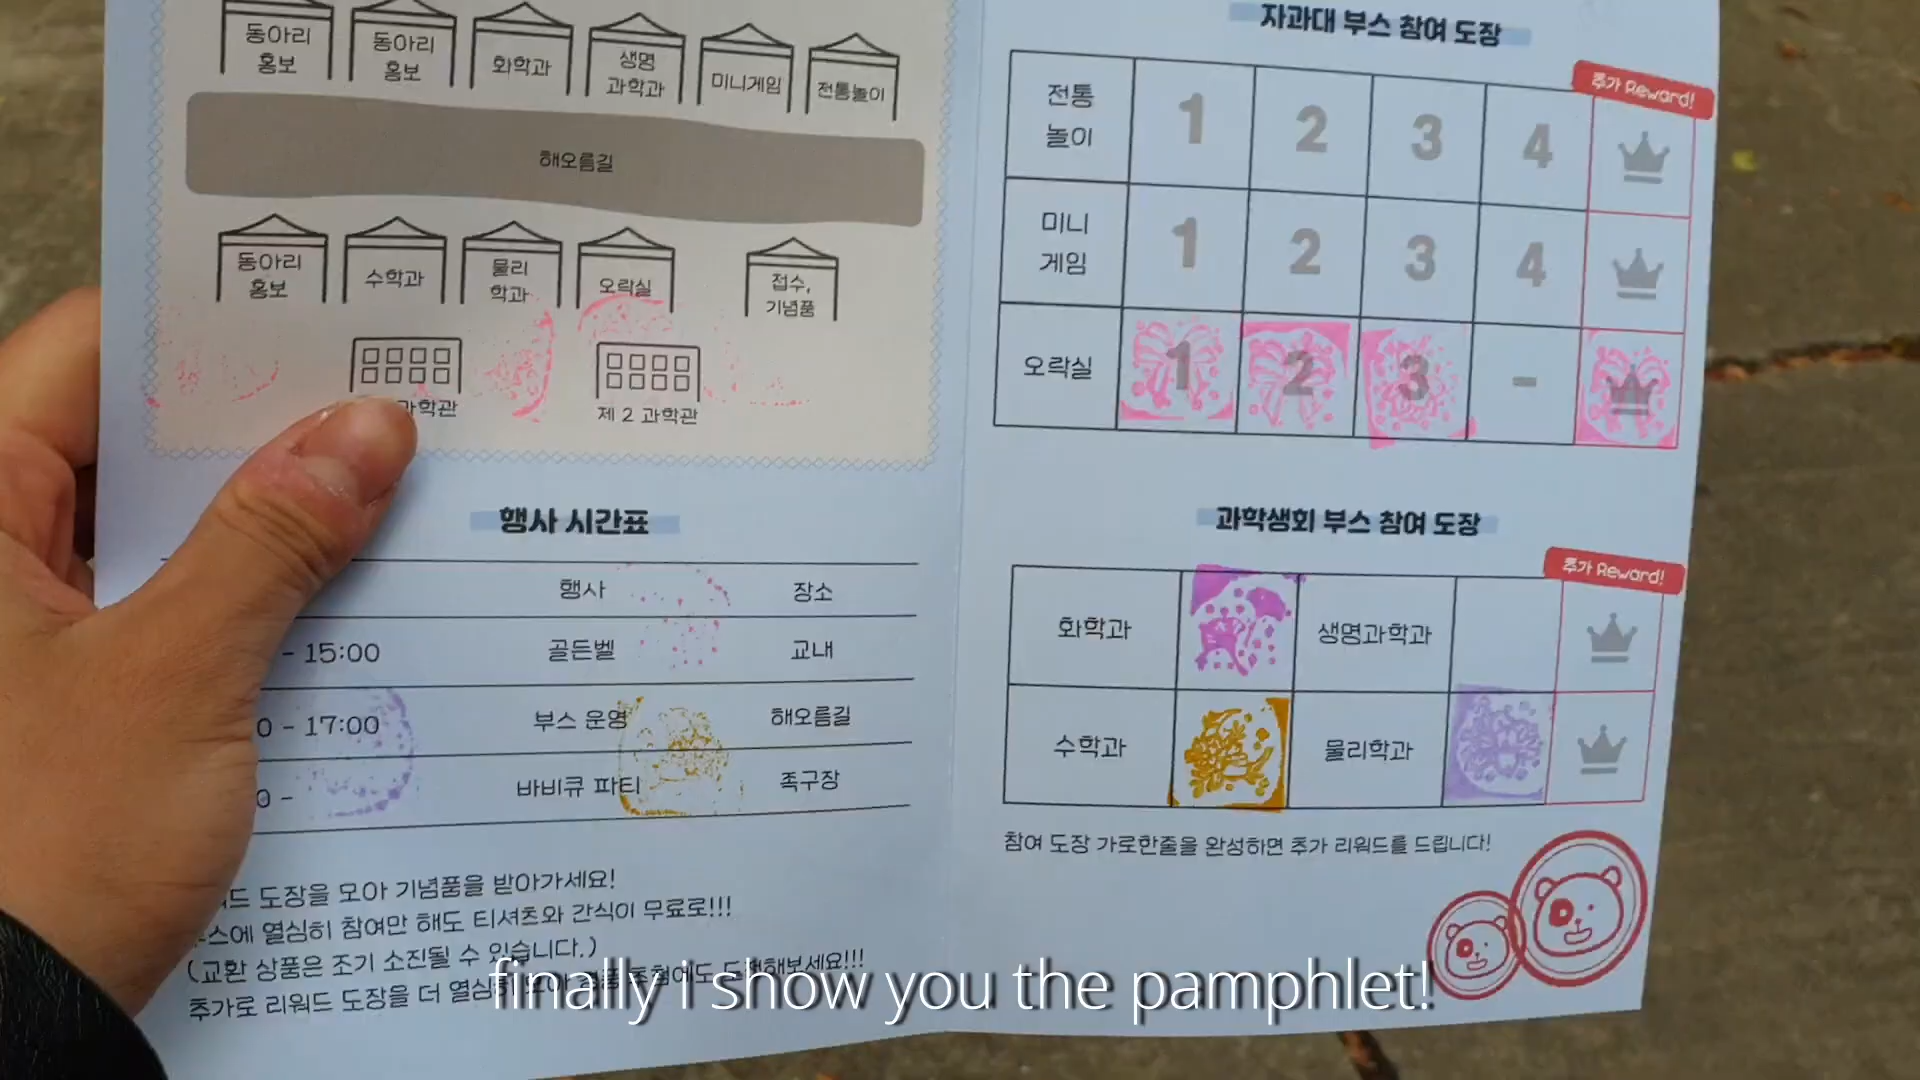 동아리
홍보
동아리
홍보
화학과
생명
과학과
미니게임
전통놀이
해오름길
동아리
홍보
수학과
물리
학과
오락실
접수,
기념품
과학관
제 2 과학관
행사 시간표
행사 장소
- 15:00 골든벨 교내
0 - 17:00 부스 운영 해오름길
0 - 바비큐 파티 족구장
도장을 모아 기념품을 받아가세요!
열심히 참여만 해도 티셔츠와 간식이 무료로!!!
(교환 상품은 조기 소진될 수 있습니다.)
추가로 리워드 도장을 더
자과대 부스 참여 도장
추가 Reward!
전통
놀이
1 2 3 4
미니
게임
1 2 3 4
오락실 1 2 3 -
과학생회 부스 참여 도장
추가 Reward!
화학과 생명과학과
수학과 물리학과
참여 도장 가로한줄을 완성하면 추가 리워드를 드립니다!
finally i show you the pamphlet!